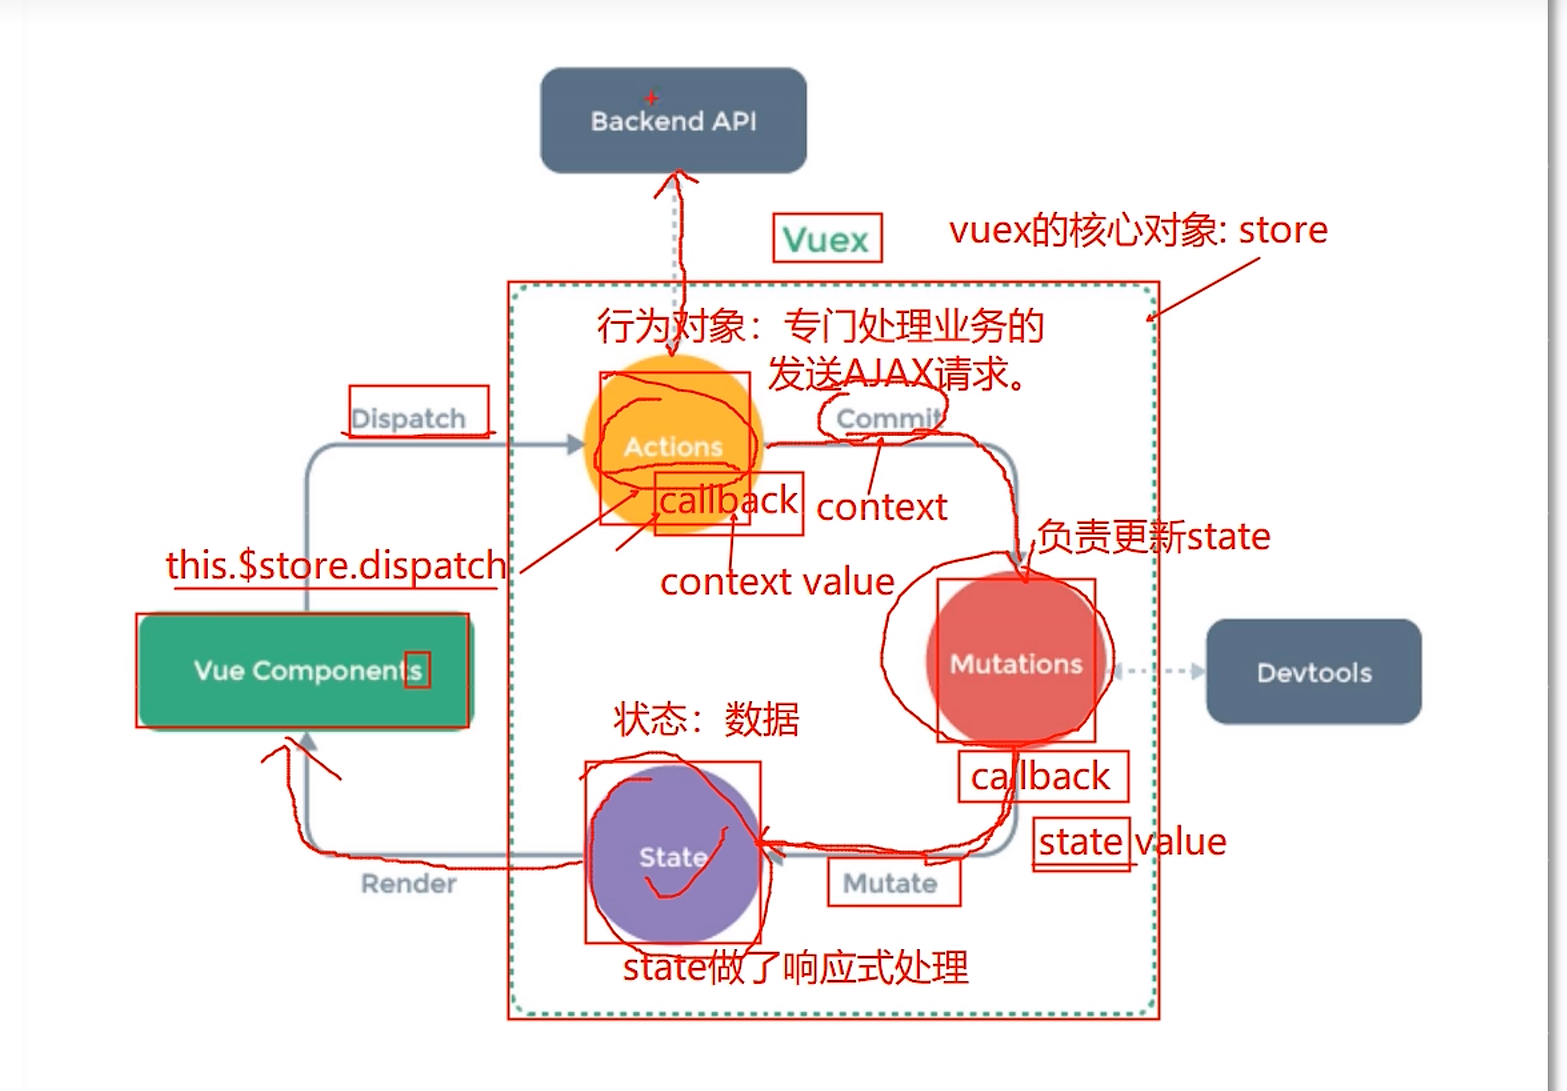 Backend API
Vuex
vuex的核心对象: store
行为对象：专门处理业务的
发送AJAX请求。
Dispatch
Commit
Actions
callback
context
this.$store.dispatch
context value
负责更新state
Vue Components
Mutations
Devtools
状态：数据
callback
state value
State
Render
Mutate
state做了响应式处理